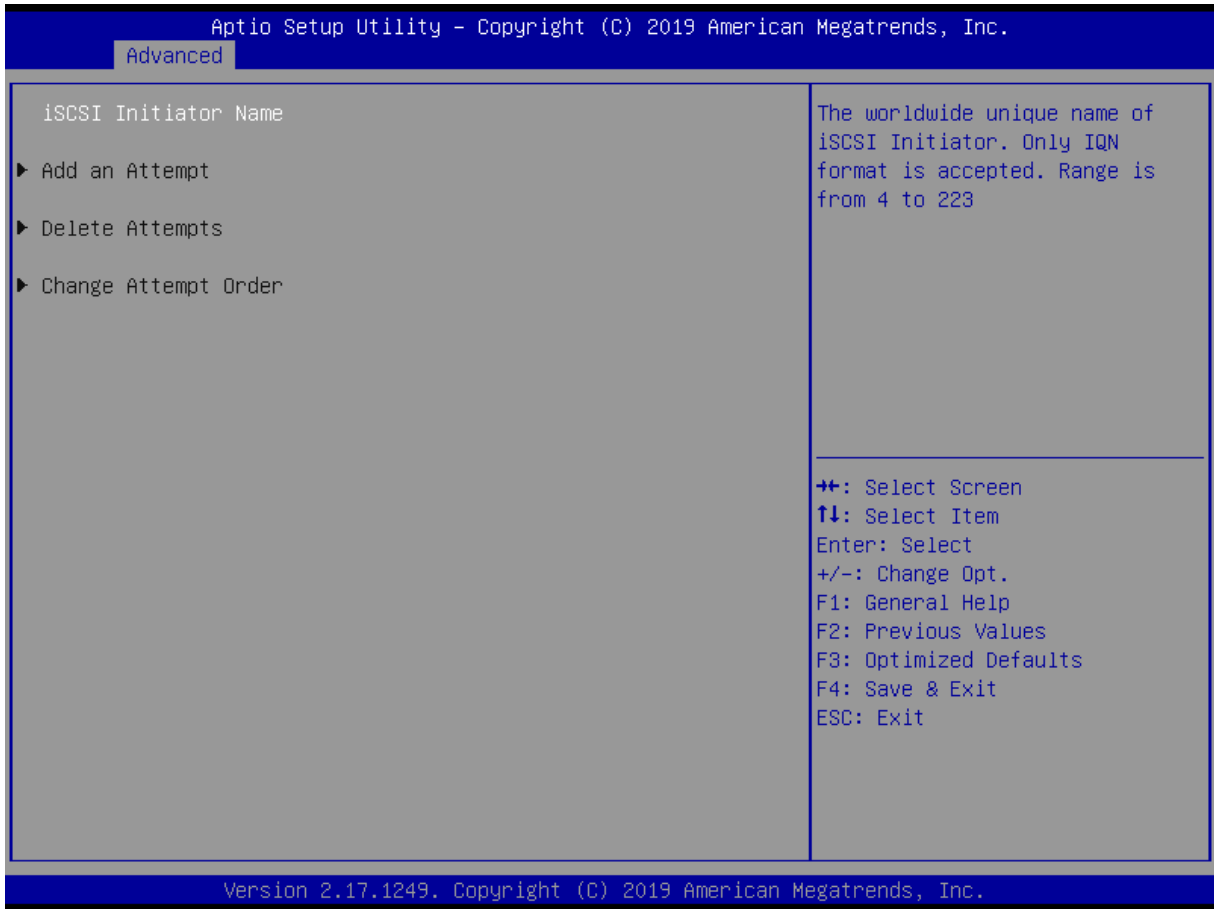 Aptio Setup Utility – Copyright (C) 2019 American Megatrends, Inc.
Advanced
iSCSI Initiator Name
▶ Add an Attempt
▶ Delete Attempts
▶ Change Attempt Order
The worldwide unique name of
iSCSI Initiator. Only IQN
format is accepted. Range is
from 4 to 223
→←: Select Screen
↑↓: Select Item
Enter: Select
+/-: Change Opt.
F1: General Help
F2: Previous Values
F3: Optimized Defaults
F4: Save & Exit
ESC: Exit
Version 2.17.1249. Copyright (C) 2019 American Megatrends, Inc.